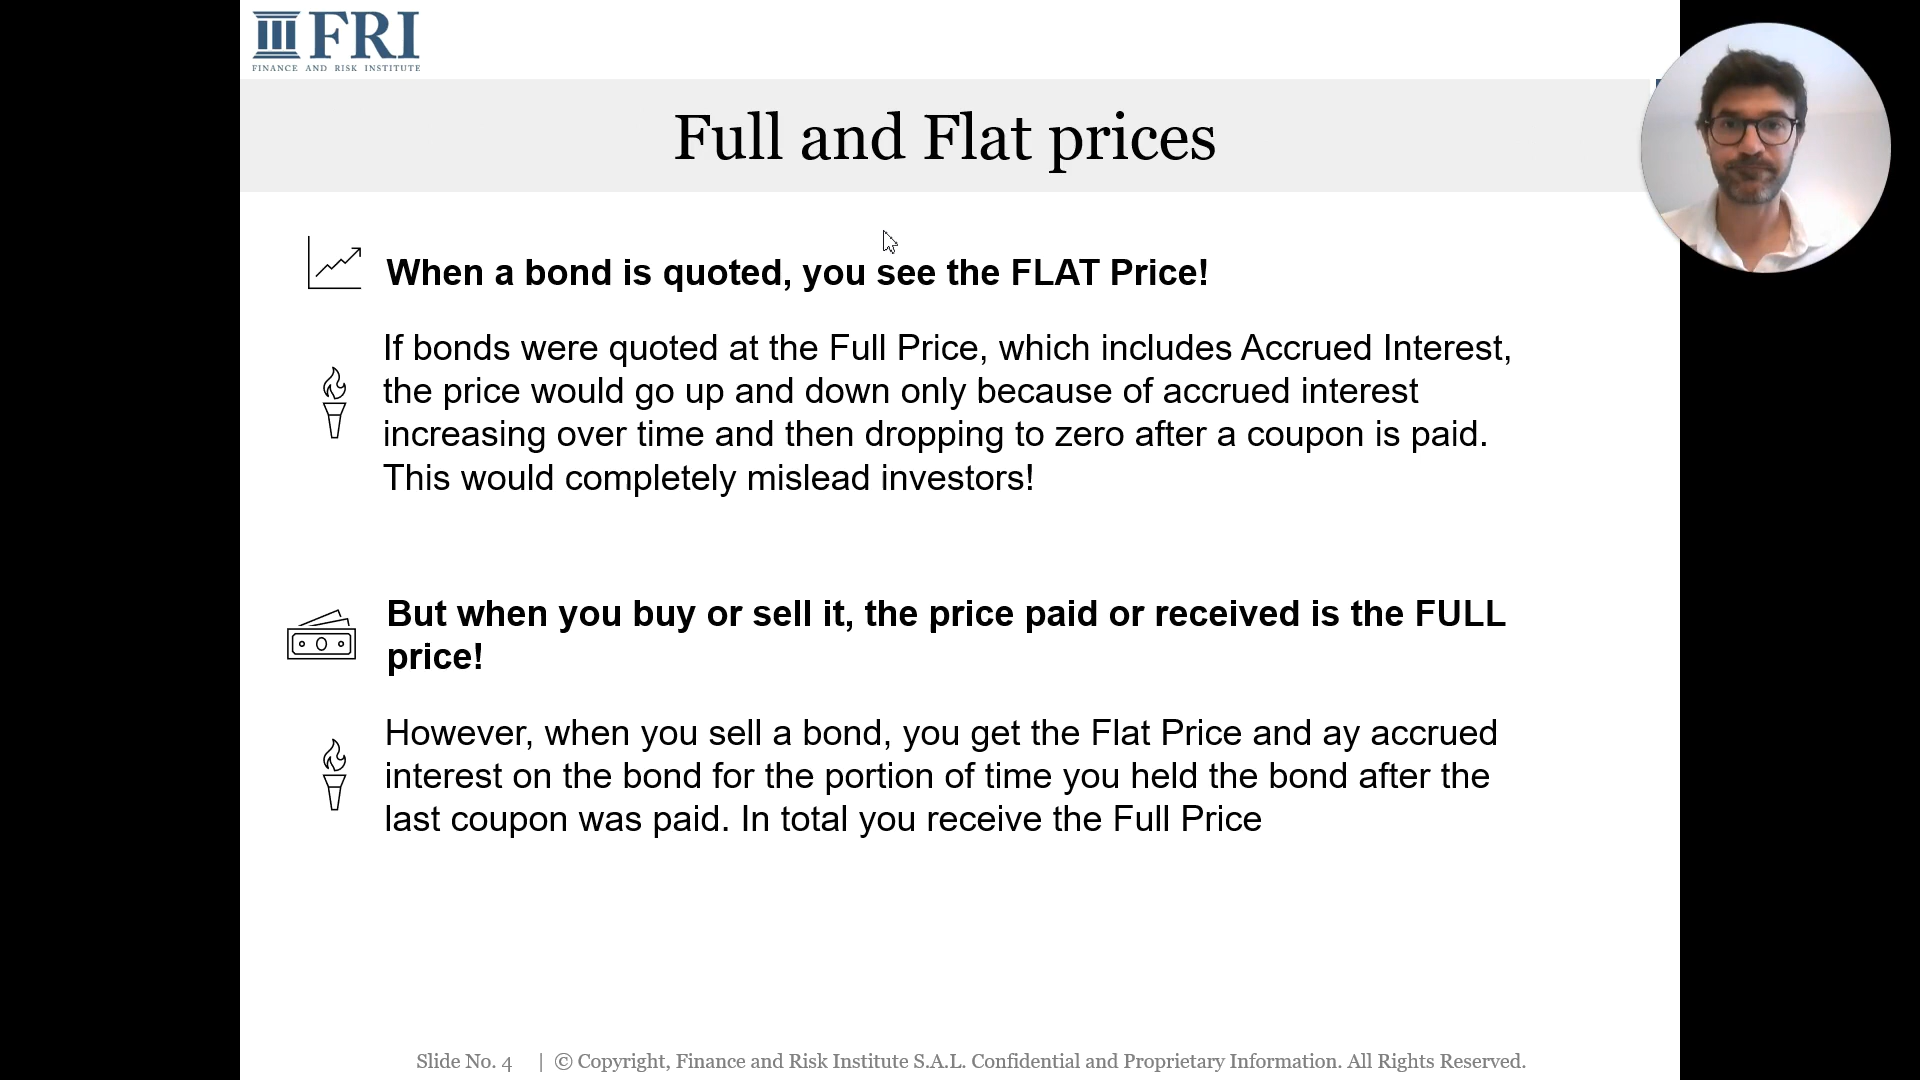 FRI
FINANCE AND RISK INSTITUTE
Full and Flat prices
When a bond is quoted, you see the FLAT Price!
If bonds were quoted at the Full Price, which includes Accrued Interest,
the price would go up and down only because of accrued interest
increasing over time and then dropping to zero after a coupon is paid.
This would completely mislead investors!
But when you buy or sell it, the price paid or received is the FULL
price!
However, when you sell a bond, you get the Flat Price and ay accrued
interest on the bond for the portion of time you held the bond after the
last coupon was paid. In total you receive the Full Price
Slide No. 4 | © Copyright, Finance and Risk Institute S.A.L. Confidential and Proprietary Information. All Rights Reserved.